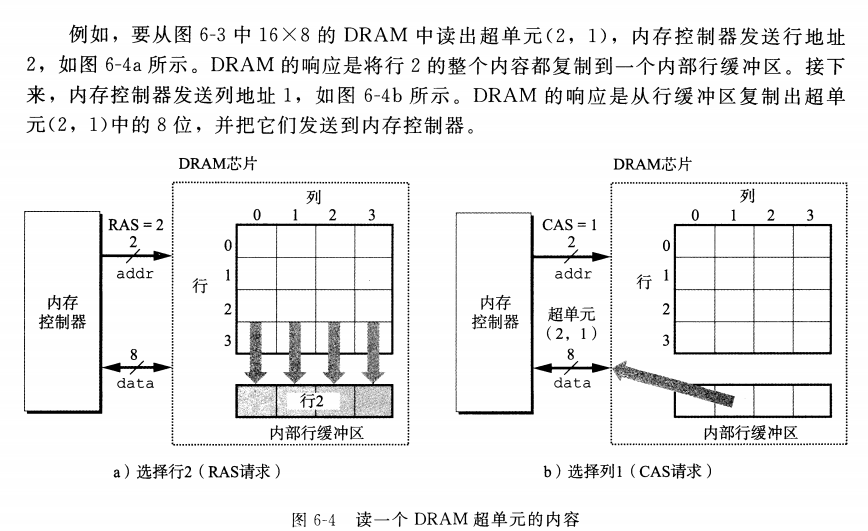 例如，要从图 6-3 中 16×8 的 DRAM 中读出超单元(2，1)，内存控制器发送行地址
2，如图 6-4a 所示。DRAM 的响应是将行 2 的整个内容都复制到一个内部行缓冲区。接下
来，内存控制器发送列地址 1，如图 6-4b 所示。DRAM 的响应是从行缓冲区复制出超单
元(2，1)中的 8 位，并把它们发送到内存控制器。
DRAM芯片
列
0 1 2 3
RAS = 2
2
addr
行
0
1
2
3
内存
控制器
8
data
行2
内部行缓冲区
a）选择行2（RAS请求）
DRAM芯片
列
0 1 2 3
CAS = 1
2
addr
行
0
1
2
3
内存
控制器
超单元
（2，1）
8
data
内部行缓冲区
b）选择列1（CAS请求）
图 6-4 读一个 DRAM 超单元的内容